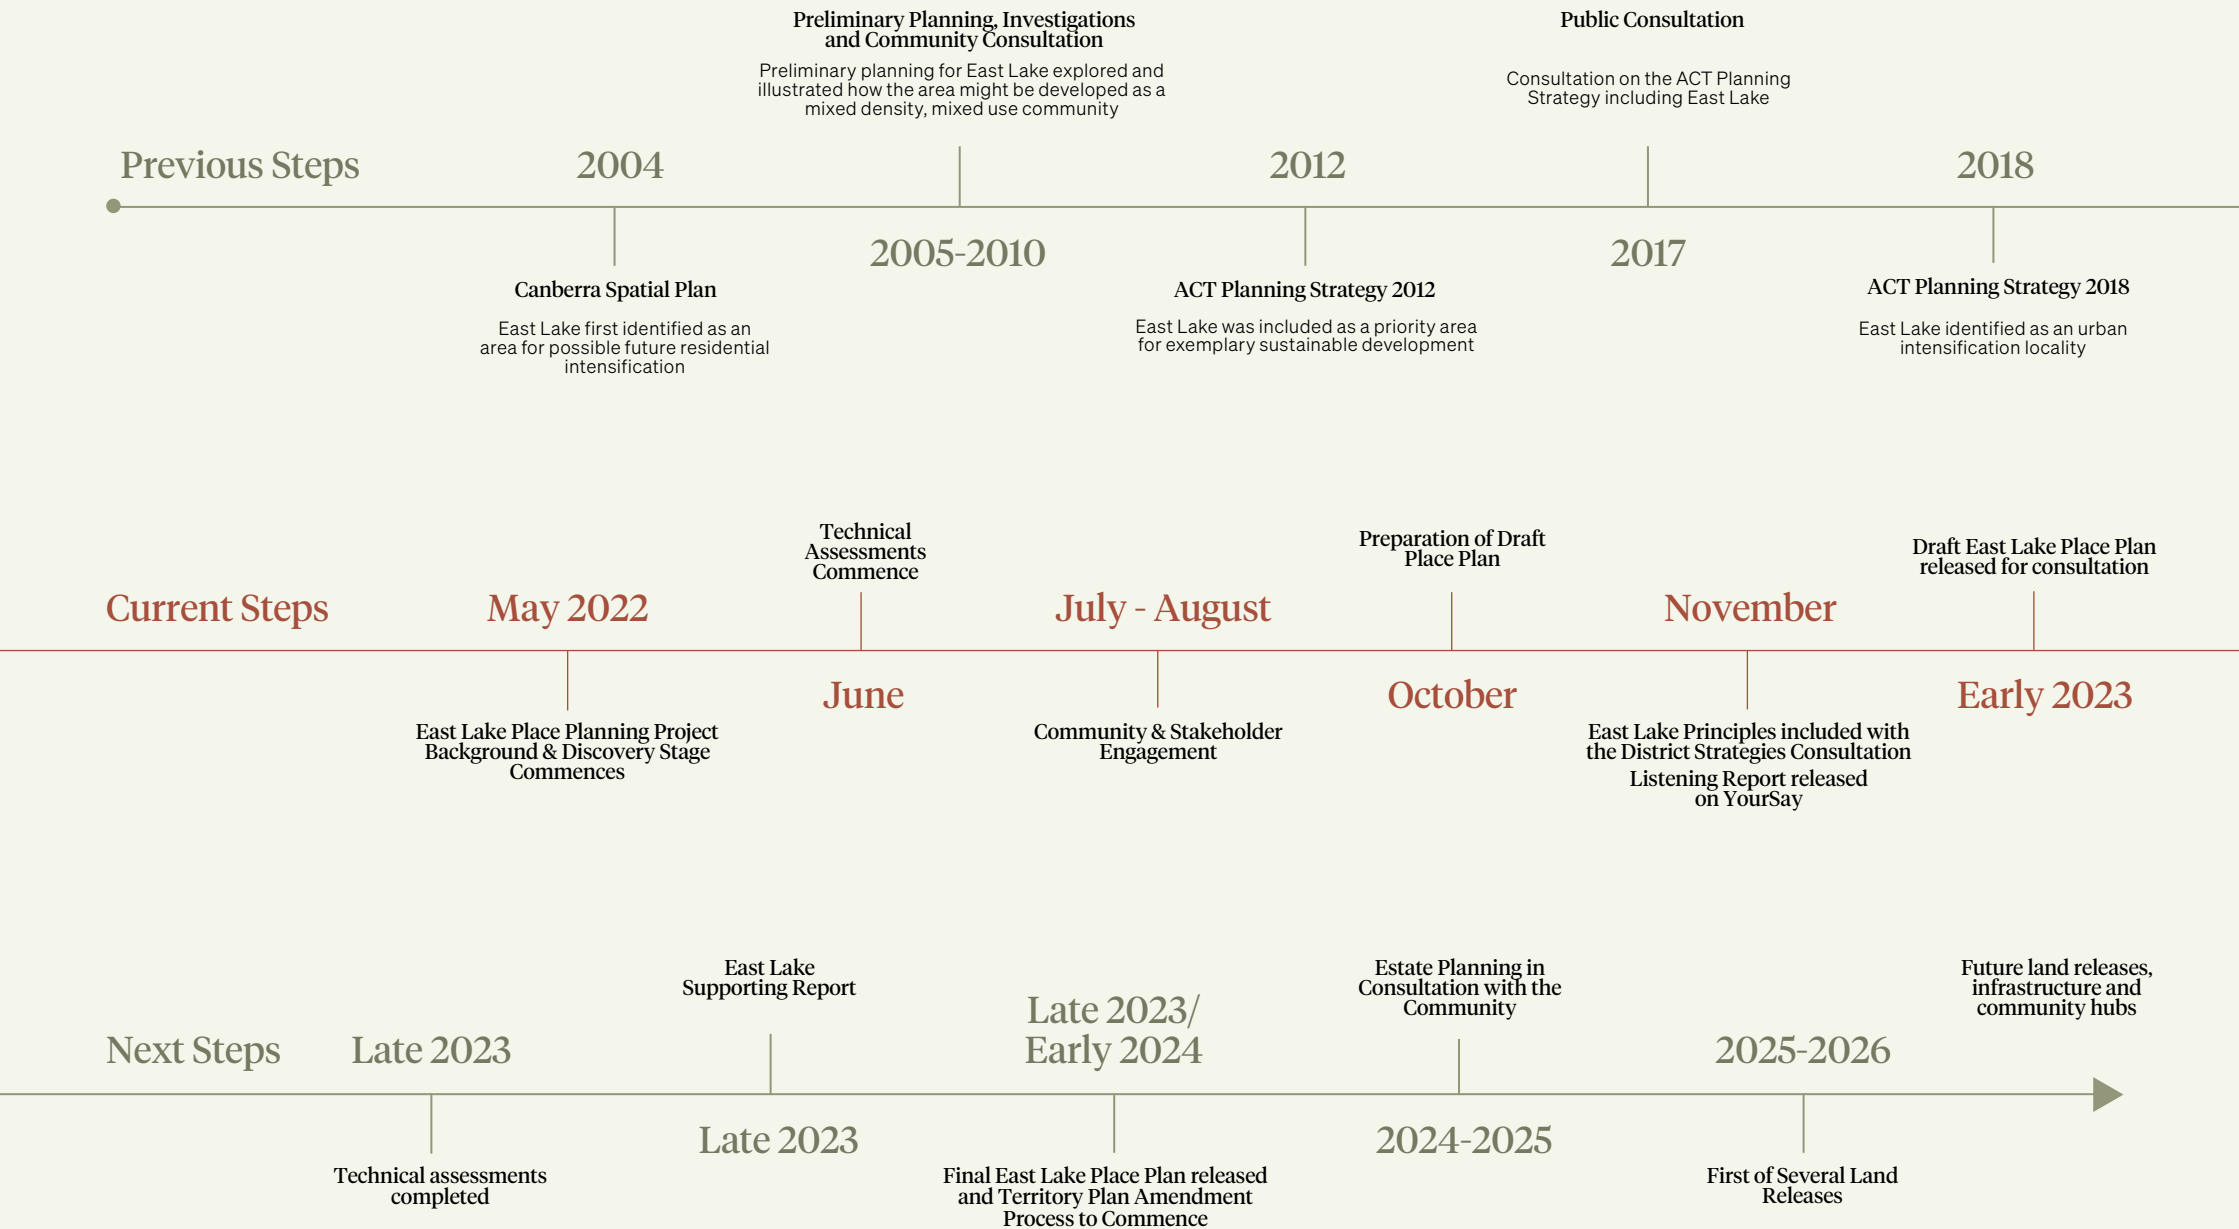 Preliminary Planning, Investigations
and Community Consultation
Preliminary planning for East Lake explored and
illustrated how the area might be developed as a
mixed density, mixed use community
Public Consultation
Consultation on the ACT Planning
Strategy including East Lake
Previous Steps
2004
2012
2018
2005-2010
2017
Canberra Spatial Plan
East Lake first identified as an
area for possible future residential
intensification
ACT Planning Strategy 2012
East Lake was included as a priority area
for exemplary sustainable development
ACT Planning Strategy 2018
East Lake identified as an urban
intensification locality
Technical
Assessments
Commence
Preparation of Draft
Place Plan
Draft East Lake Place Plan
released for consultation
Current Steps
May 2022
July - August
November
June
October
Early 2023
East Lake Place Planning Project
Background & Discovery Stage
Commences
Community & Stakeholder
Engagement
East Lake Principles included with
the District Strategies Consultation
Listening Report released
on YourSay
East Lake
Supporting Report
Estate Planning in
Consultation with the
Community
Future land releases,
infrastructure and
community hubs
Next Steps
Late 2023
Late 2023/
Early 2024
2025-2026
Late 2023
2024-2025
Technical assessments
completed
Final East Lake Place Plan released
and Territory Plan Amendment
Process to Commence
First of Several Land
Releases